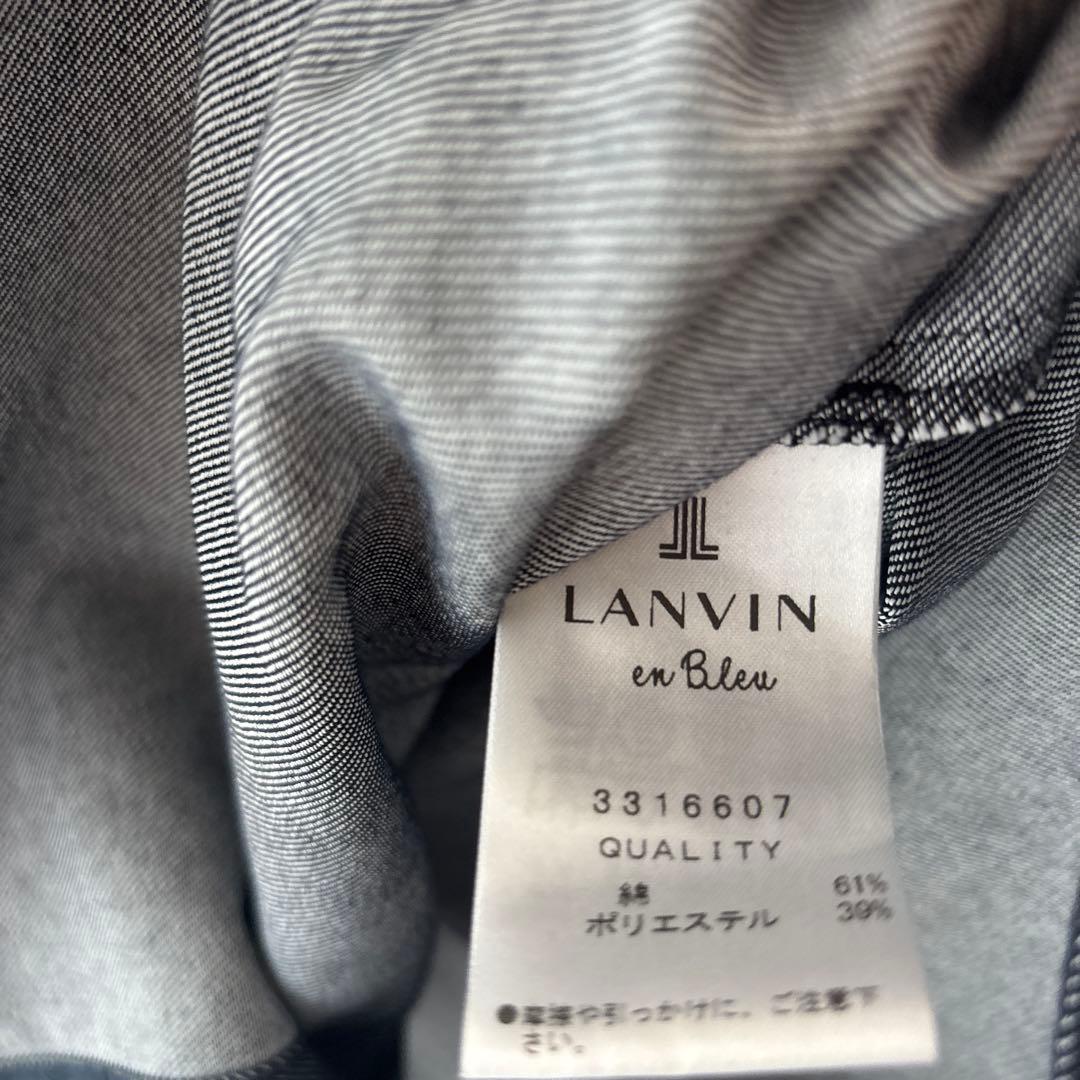 LANVIN
en Bleu
3316607
QUALITY
綿 61%
ポリエステル 39%
●摩擦や引っかけに、ご注意下
さい。